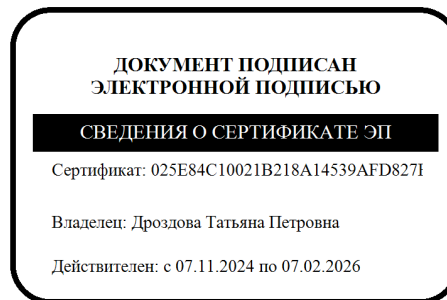 ДОКУМЕНТ ПОДПИСАН
ЭЛЕКТРОННОЙ ПОДПИСЬЮ
СВЕДЕНИЯ О СЕРТИФИКАТЕ ЭП
Сертификат: 025E84C10021B218A14539AFD827
Владелец: Дроздова Татьяна Петровна
Действителен: с 07.11.2024 по 07.02.2026